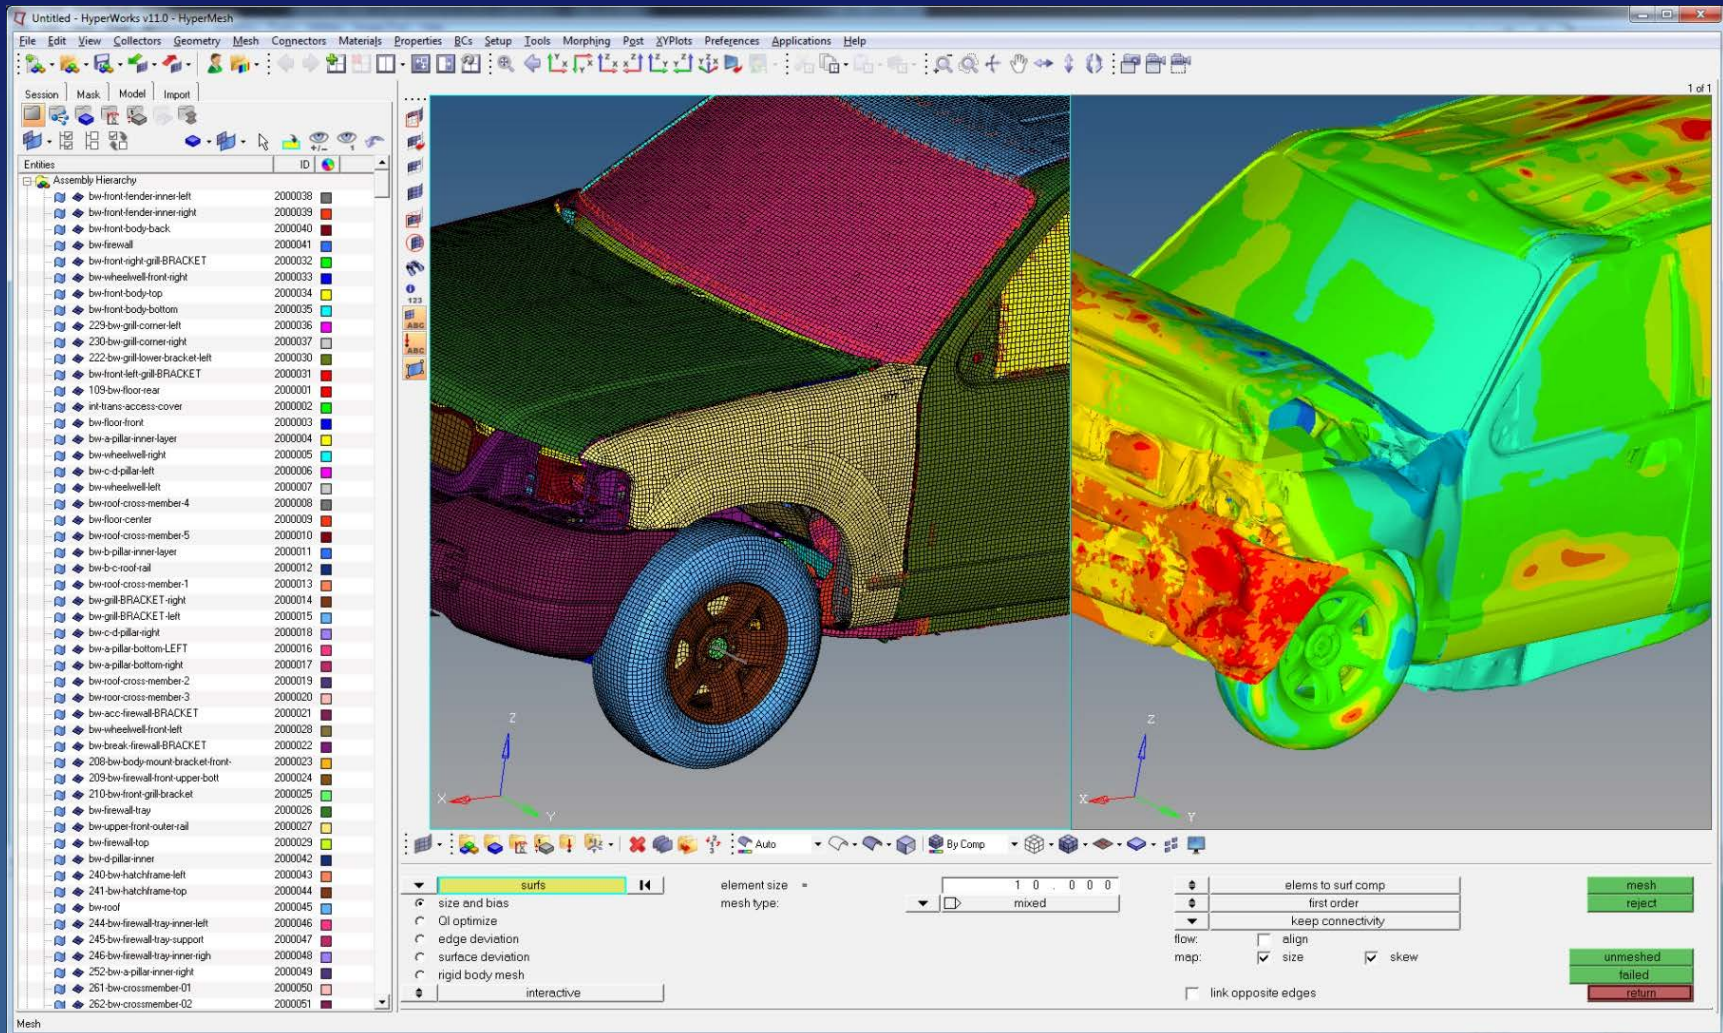 Untitled - HyperWorks v11.0 - HyperMesh
File Edit View Collectors Geometry Mesh Connectors Materials Properties BCs Setup Tools Morphing Post XYPlots Preferences Applications Help
Session Mask Model Import
1 of 1
Entities ID
Assembly Hierarchy
bw-front-fender-inner-left 2000038
bw-front-fender-inner-right 2000039
bw-front-body-back 2000040
bw-firewall 2000041
bw-front-right-grill-BRACKET 2000032
bw-wheelwell-front-right 2000033
bw-front-body-top 2000034
bw-front-body-bottom 2000035
229-bw-grill-corner-left 2000036
230-bw-grill-corner-right 2000037
222-bw-grill-lower-bracket-left 2000030
bw-front-left-grill-BRACKET 2000031
109-bw-floor-rear 2000001
int-trans-access-cover 2000002
bw-floor-front 2000003
bw-a-pillar-inner-layer 2000004
bw-wheelwell-right 2000005
bw-c-d-pillar-left 2000006
bw-wheelwell-left 2000007
bw-roof-cross-member-4 2000008
bw-floor-center 2000009
bw-roof-cross-member-5 2000010
bw-b-pillar-inner-layer 2000011
bw-b-c-roof-rail 2000012
bw-roof-cross-member-1 2000013
bw-grill-BRACKET-right 2000014
bw-grill-BRACKET-left 2000015
bw-c-d-pillar-right 2000018
bw-a-pillar-bottom-LEFT 2000016
bw-a-pillar-bottom-right 2000017
bw-roof-cross-member-2 2000019
bw-roof-cross-member-3 2000020
bw-acc-firewall-BRACKET 2000021
bw-wheelwell-front-left 2000028
bw-break-firewall-BRACKET 2000022
208-bw-body-mount-bracket-front- 2000023
209-bw-firewall-front-upper-bott 2000024
210-bw-front-grill-bracket 2000025
bw-firewall-tray 2000026
bw-upper-front-outer-rail 2000027
bw-firewall-top 2000029
bw-d-pillar-inner 2000042
240-bw-hatchframe-left 2000043
241-bw-hatchframe-top 2000044
bw-roof 2000045
244-bw-firewall-tray-inner-left 2000046
245-bw-firewall-tray-support 2000047
246-bw-firewall-tray-inner-righ 2000048
252-bw-a-pillar-inner-right 2000049
261-bw-crossmember-01 2000050
262-bw-crossmember-02 2000051
123
ABC
ABC
Z
X
Y
Z
X
Y
Auto By Comp
surfs
size and bias
QI optimize
edge deviation
surface deviation
rigid body mesh
interactive
element size = 10.000
mesh type: mixed
elems to surf comp
first order
keep connectivity
flow: align
map: size skew
link opposite edges
mesh
reject
unmeshed
failed
return
Mesh